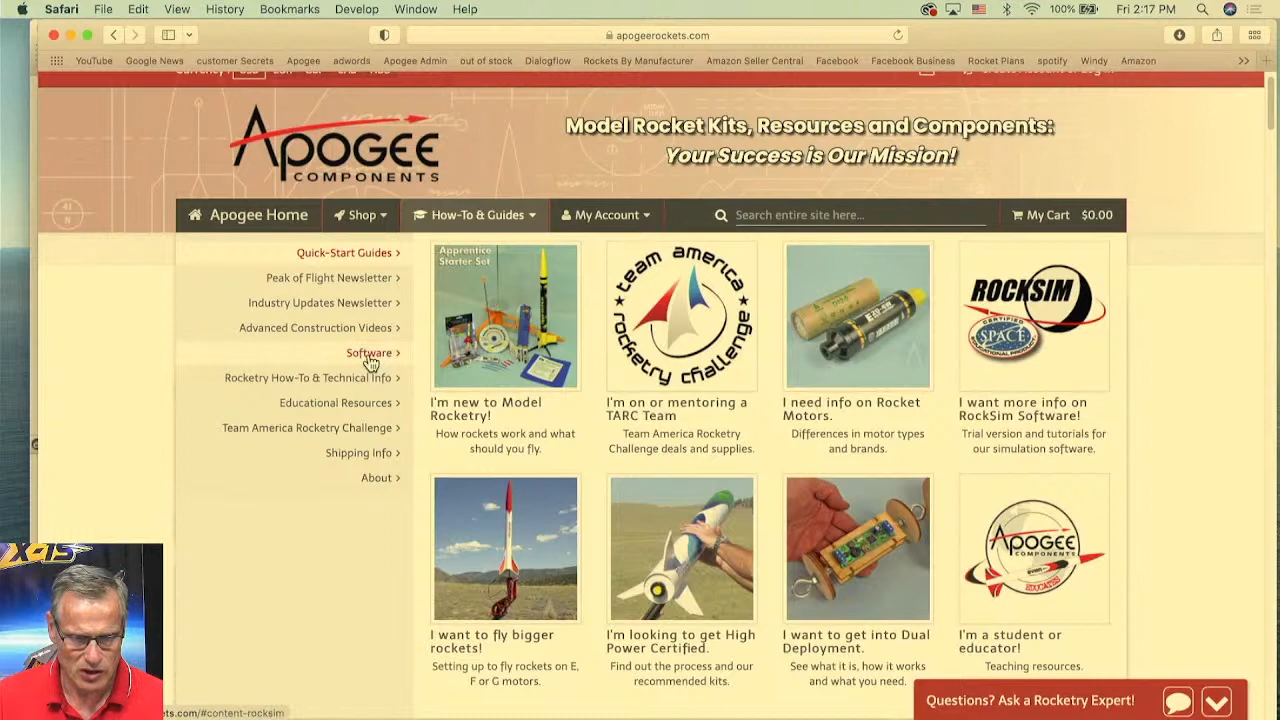 Safari File Edit View History Bookmarks Develop Window Help 100% Fri 2:17 PM
apogeerockets.com
YouTube Google News customer Secrets Apogee adwords Apogee Admin out of stock Dialogflow Rockets By Manufacturer Amazon Seller Central Facebook Facebook Business Rocket Plans spotify Windy Amazon
APOGEE
COMPONENTS
Model Rocket Kits, Resources and Components:
Your Success is Our Mission!
Apogee Home Shop How-To & Guides My Account Search entire site here... My Cart $0.00
Quick-Start Guides
Peak of Flight Newsletter
Industry Updates Newsletter
Advanced Construction Videos
Software
Rocketry How-To & Technical Info
Educational Resources
Team America Rocketry Challenge
Shipping Info
About
Apprentice
Starter Set
team america
rocketry challenge
ROCKSIM
CERTIFIED
SPACE
I'm new to Model
Rocketry!
How rockets work and what
should you fly.
I'm on or mentoring a
TARC Team
Team America Rocketry
Challenge deals and supplies.
I need info on Rocket
Motors.
Differences in motor types
and brands.
I want more info on
RockSim Software!
Trial version and tutorials for
our simulation software.
APOGEE
COMPONENTS
EDUCATES
I want to fly bigger
rockets!
Setting up to fly rockets on E,
F or G motors.
I'm looking to get High
Power Certified.
Find out the process and our
recommended kits.
I want to get into Dual
Deployment.
See what it is, how it works
and what you need.
I'm a student or
educator!
Teaching resources.
Questions? Ask a Rocketry Expert!
ts.com/#content-rocksim